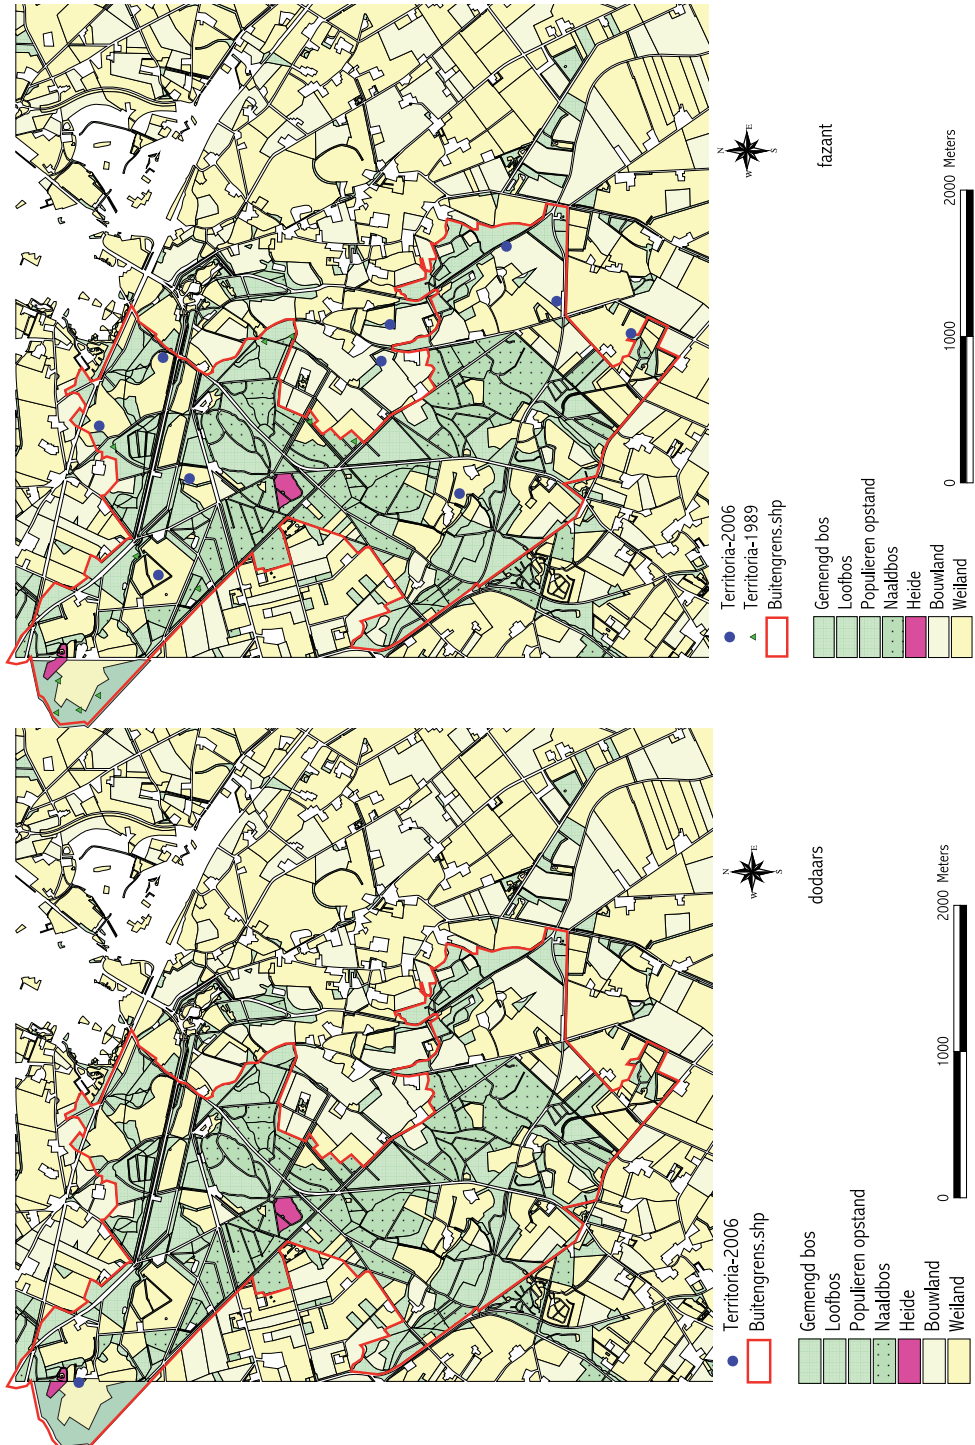 N
W
E
S
fazant
0
1000
2000 Meters
Territoria-2006
Territoria-1989
Buitengrens.shp
Gemengd bos
Loofbos
Populieren opstand
Naaldbos
Heide
Bouwland
Weiland
N
W
E
S
dodaars
0
1000
2000 Meters
Territoria-2006
Buitengrens.shp
Gemengd bos
Loofbos
Populieren opstand
Naaldbos
Heide
Bouwland
Weiland